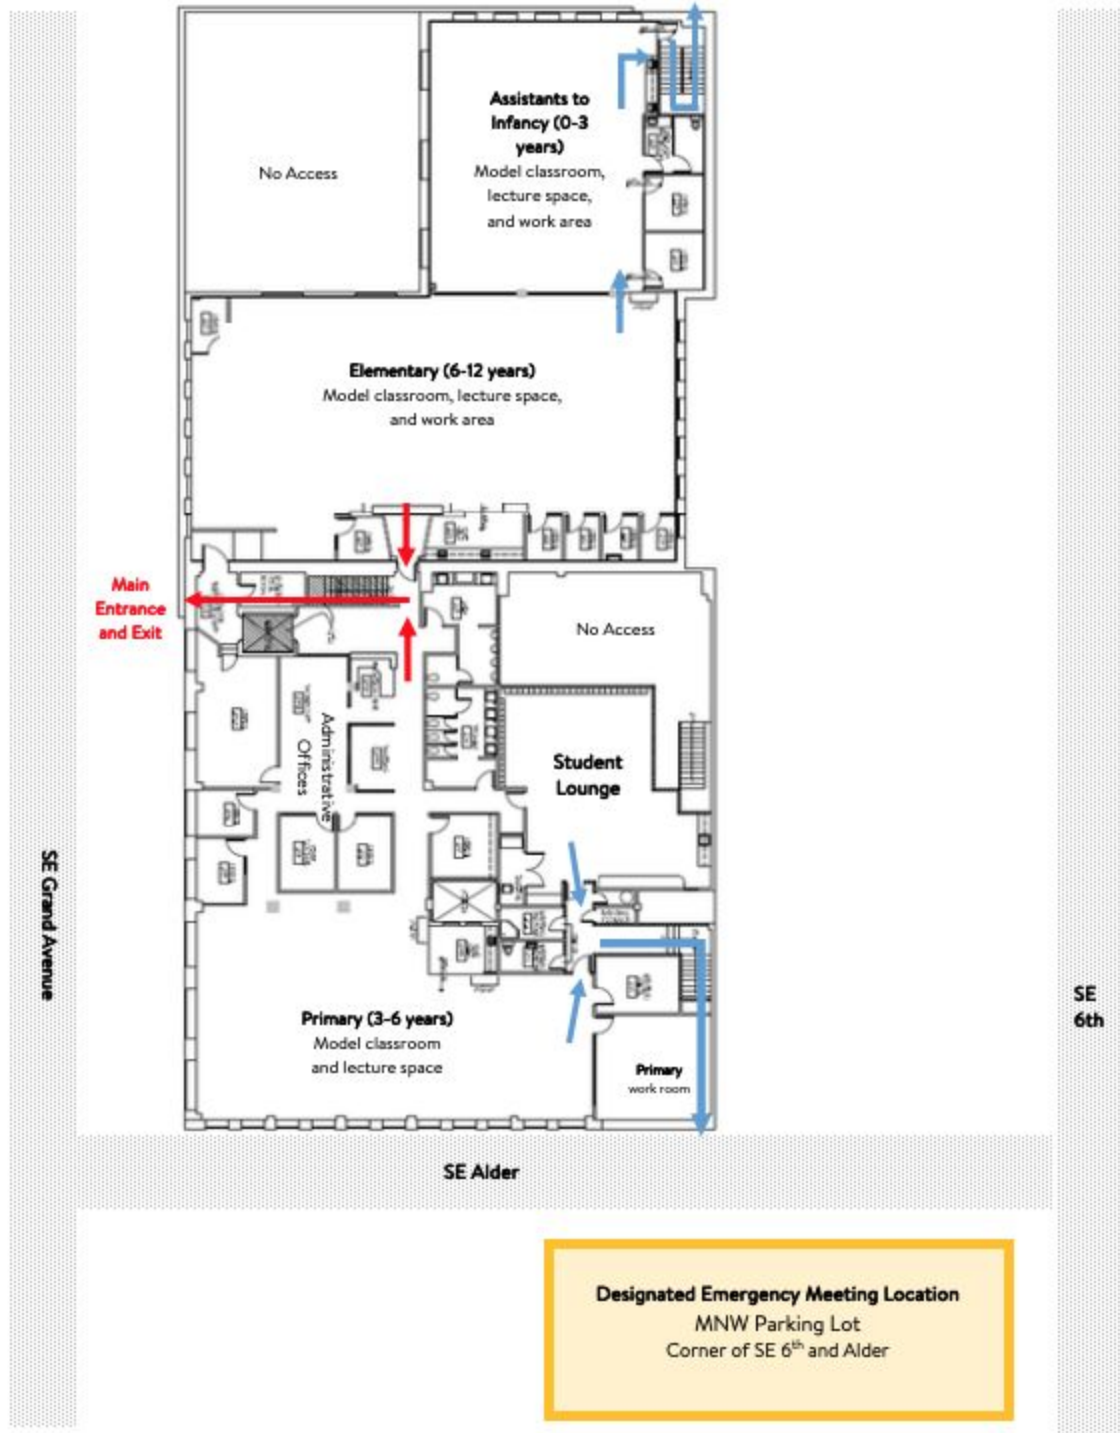 Assistants to
Infancy (0-3
years)
Model classroom,
lecture space,
and work area
No Access
Elementary (6-12 years)
Model classroom, lecture space,
and work area
Main
Entrance
and Exit
No Access
Administrative
Offices
Student
Lounge
SE Grand Avenue
Primary (3-6 years)
Model classroom
and lecture space
Primary
work room
SE
6th
SE Alder
Designated Emergency Meeting Location
MNW Parking Lot
Corner of SE 6th and Alder